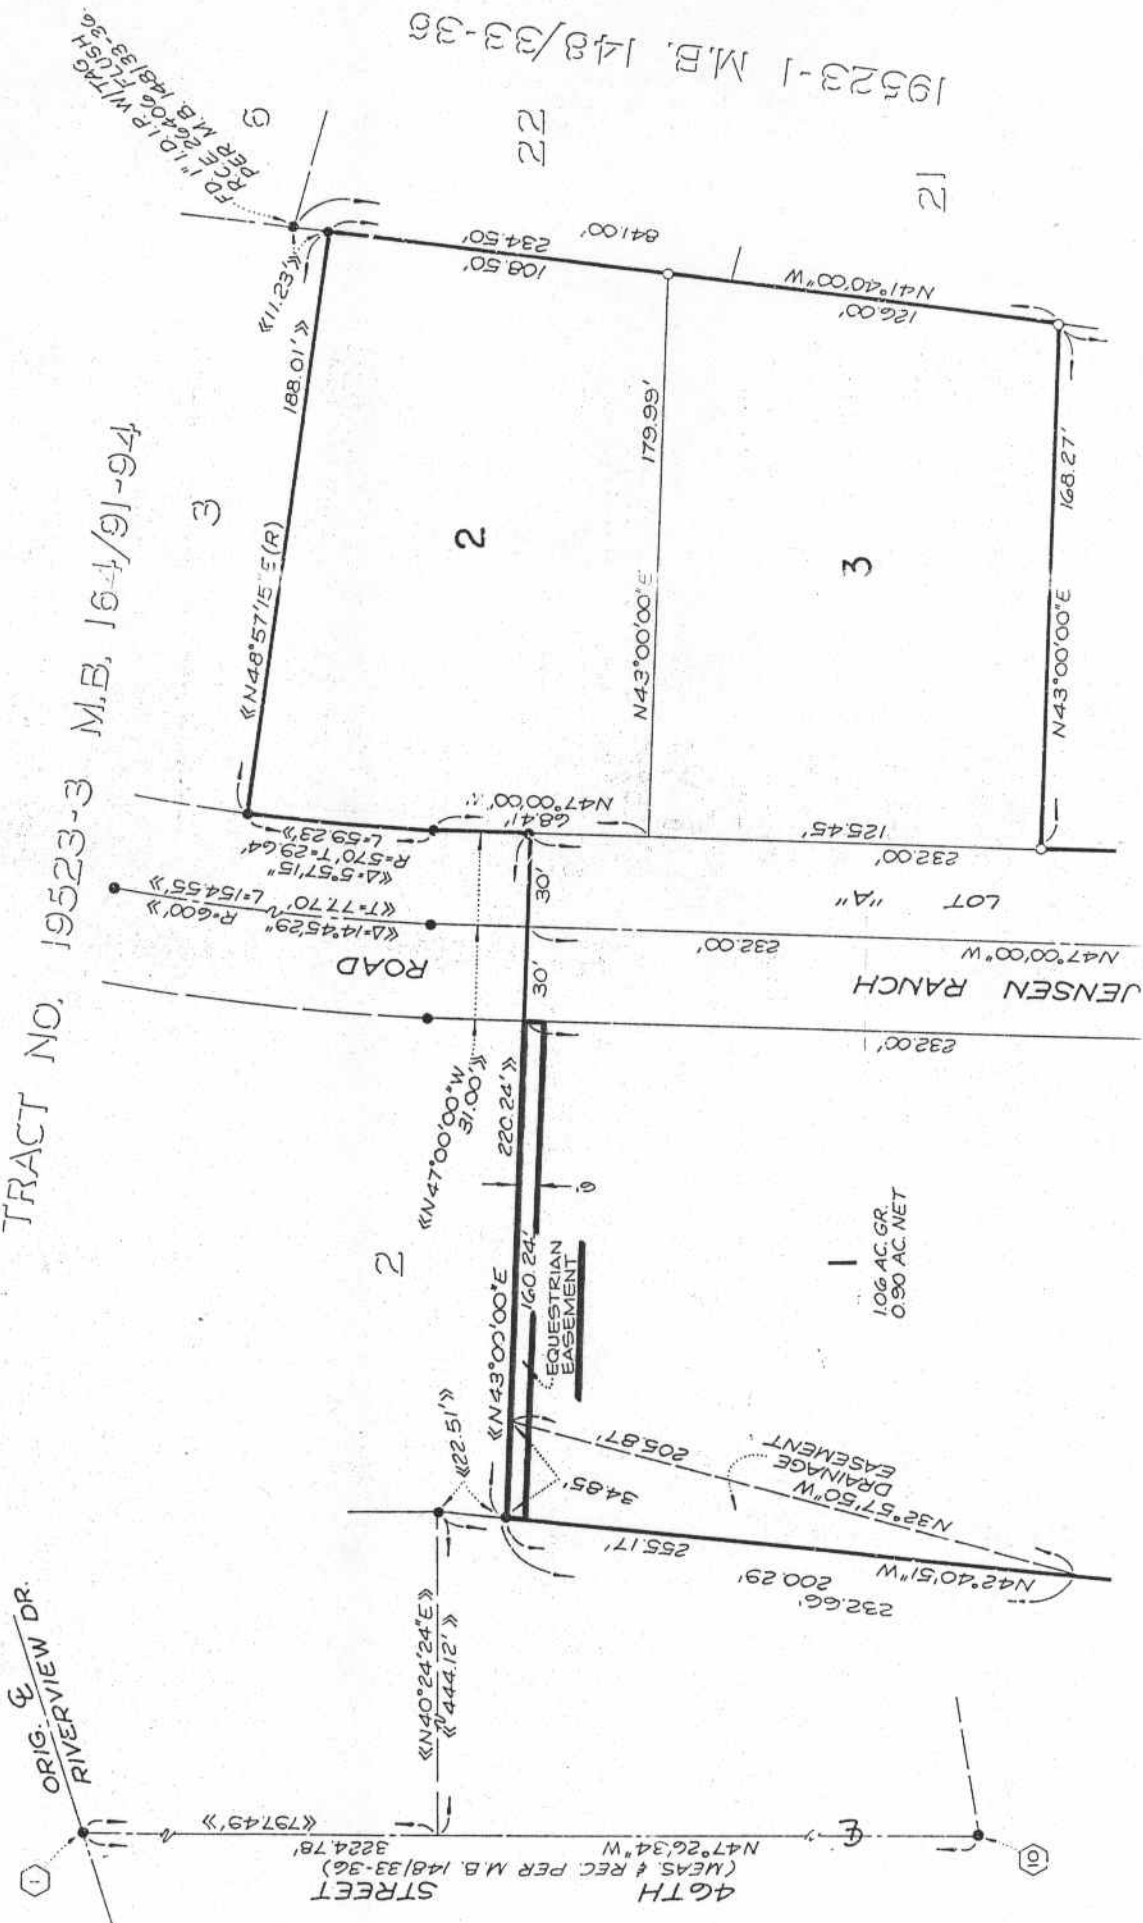 19523-1 M.B. 148/33-36
FD. 1" I.D. I.P. W/TAG
R.C.E. 26406 FLUSH
PER M.B. 148/33-36.
5
22
21
TRACT NO. 19523-3 M.B. 164/91-94
3
«11.23'»
188.01'»
«N48°57'15"E(R)
841.00'
234.50'
108.50'
N41°40'00"W
126.00'
2
179.99'
N43°00'00"E
3
168.27'
N43°00'00"E
N47°00'00"
68.41'
«Δ=5°57'15"
R=570' T=29.64'
L=59.23'»
125.45'
232.00'
LOT "A"
«Δ=14°45'29" R=600'»
«T=77.70' L=154.55'»
ROAD
30'
30'
232.00'
N47°00'00"W
JENSEN RANCH
232.00'
«N47°00'00"W
31.00'»
220.24'»
«N43°00'00"E
160.24'
6'
EQUESTRIAN
EASEMENT
2
1
1.06 AC. GR.
0.90 AC. NET
«22.51'»
34.85'
205.87'
N32°57'50"W
DRAINAGE
EASEMENT
255.17'
N42°40'51"W
200.29'
232.66'
«N40°24'24"E»
«444.12'»
ORIG. ℄
RIVERVIEW DR.
«797.49'»
3224.78'
N47°26'34"W
(MEAS. & REC. PER M.B. 148/33-36)
46TH STREET
℄
1
10